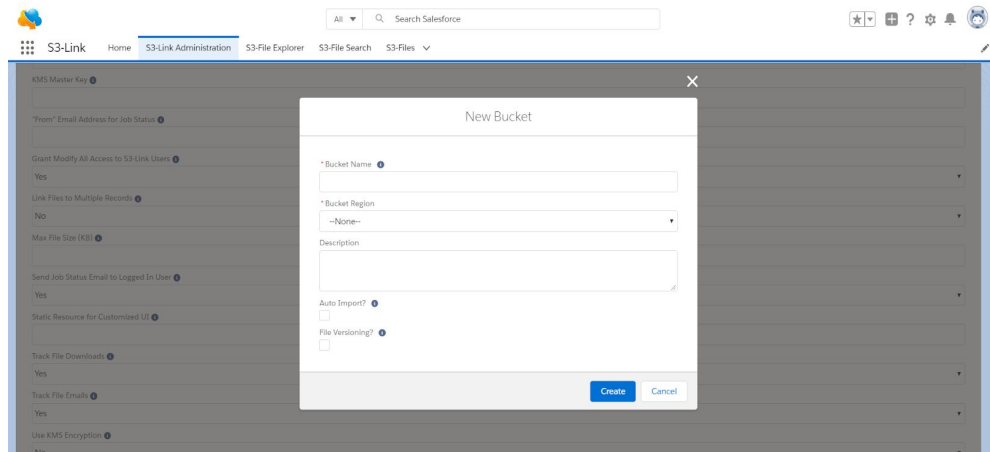 All
Search Salesforce
S3-Link Home S3-Link Administration S3-File Explorer S3-File Search S3-Files
KMS Master Key
"From" Email Address for Job Status
Grant Modify All Access to S3-Link Users
Yes
Link Files to Multiple Records
No
Max File Size (KB)
Send Job Status Email to Logged In User
Yes
Static Resource for Customized UI
Track File Downloads
Yes
Track File Emails
Yes
Use KMS Encryption
No
New Bucket
* Bucket Name
* Bucket Region
--None--
Description
Auto Import?
File Versioning?
Create Cancel